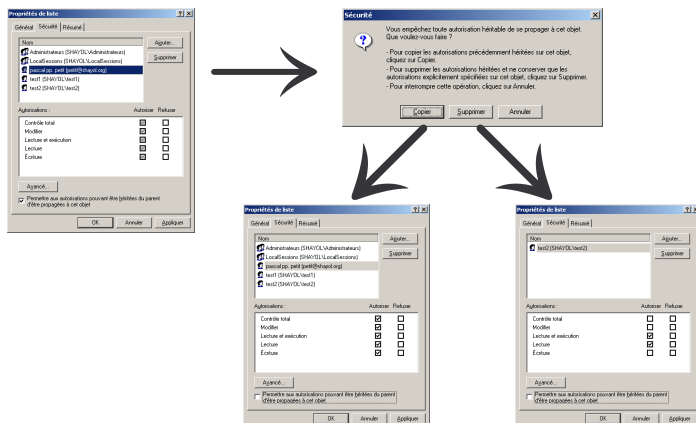 Propriétés de liste
Général Sécurité Résumé
Nom
Ajouter...
Supprimer
Administrateurs (SHAYOL\Administrateurs)
LocalSessions (SHAYOL\LocalSessions)
pascal pp. petit (petit@shayol.org)
test1 (SHAYOL\test1)
test2 (SHAYOL\test2)
Autorisations : Autoriser Refuser
Contrôle total
Modifier
Lecture et exécution
Lecture
Écriture
Avancé...
Permettre aux autorisations pouvant être héritées du parent
d'être propagées à cet objet
OK Annuler Appliquer
Sécurité
Vous empêchez toute autorisation héritable de se propager à cet objet.
Que voulez-vous faire ?
- Pour copier les autorisations précédemment héritées sur cet objet,
cliquez sur Copier.
- Pour supprimer les autorisations héritées et ne conserver que les
autorisations explicitement spécifiées sur cet objet, cliquez sur Supprimer.
- Pour interrompre cette opération, cliquez sur Annuler.
Copier Supprimer Annuler
Propriétés de liste
Général Sécurité Résumé
Nom
Ajouter...
Supprimer
Administrateurs (SHAYOL\Administrateurs)
LocalSessions (SHAYOL\LocalSessions)
pascal pp. petit (petit@shayol.org)
test1 (SHAYOL\test1)
test2 (SHAYOL\test2)
Autorisations : Autoriser Refuser
Contrôle total
Modifier
Lecture et exécution
Lecture
Écriture
Avancé...
Permettre aux autorisations pouvant être héritées du parent
d'être propagées à cet objet
OK Annuler Appliquer
Propriétés de liste
Général Sécurité Résumé
Nom
Ajouter...
Supprimer
test2 (SHAYOL\test2)
Autorisations : Autoriser Refuser
Contrôle total
Modifier
Lecture et exécution
Lecture
Écriture
Avancé...
Permettre aux autorisations pouvant être héritées du parent
d'être propagées à cet objet
OK Annuler Appliquer